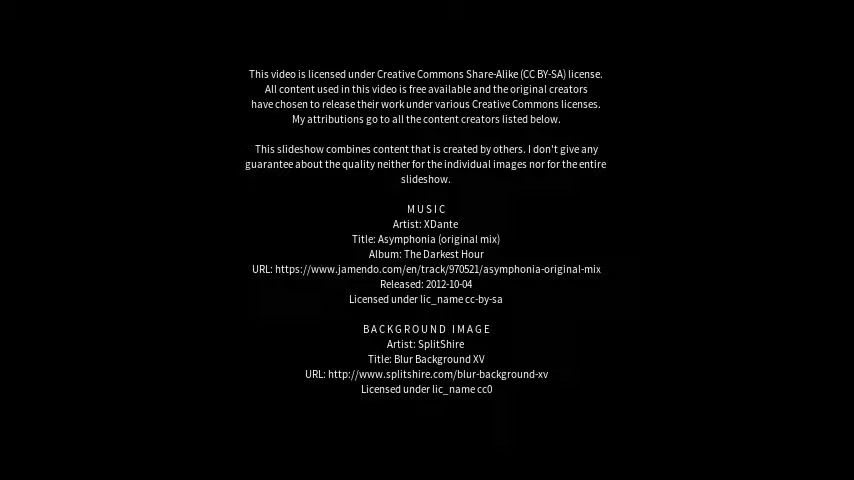 This video is licensed under Creative Commons Share-Alike (CC BY-SA) license.
All content used in this video is free available and the original creators
have chosen to release their work under various Creative Commons licenses.
My attributions go to all the content creators listed below.
This slideshow combines content that is created by others. I don't give any
guarantee about the quality neither for the individual images nor for the entire
slideshow.
MUSIC
Artist: XDante
Title: Asymphonia (original mix)
Album: The Darkest Hour
URL: https://www.jamendo.com/en/track/970521/asymphonia-original-mix
Released: 2012-10-04
Licensed under lic_name cc-by-sa
BACKGROUND IMAGE
Artist: SplitShire
Title: Blur Background XV
URL: http://www.splitshire.com/blur-background-xv
Licensed under lic_name cc0